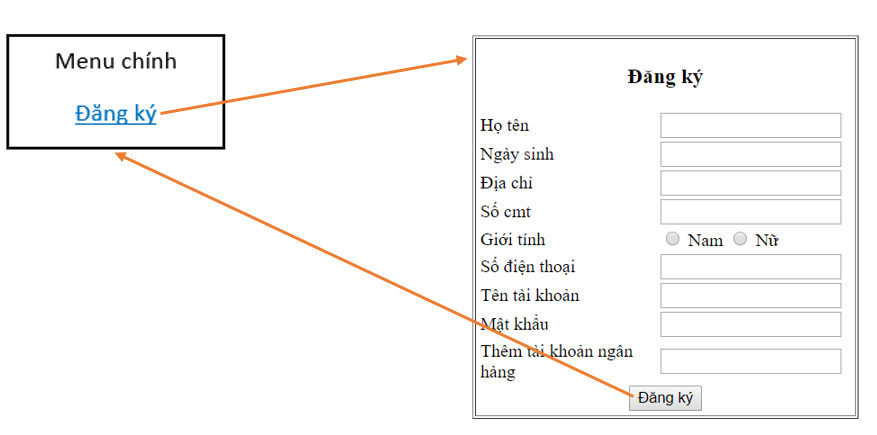 Menu chính
Đăng ký
Đăng ký
Họ tên
Ngày sinh
Địa chỉ
Số cmt
Giới tính
Nam Nữ
Số điện thoại
Tên tài khoản
Mật khẩu
Thêm tài khoản ngân
hàng
Đăng ký